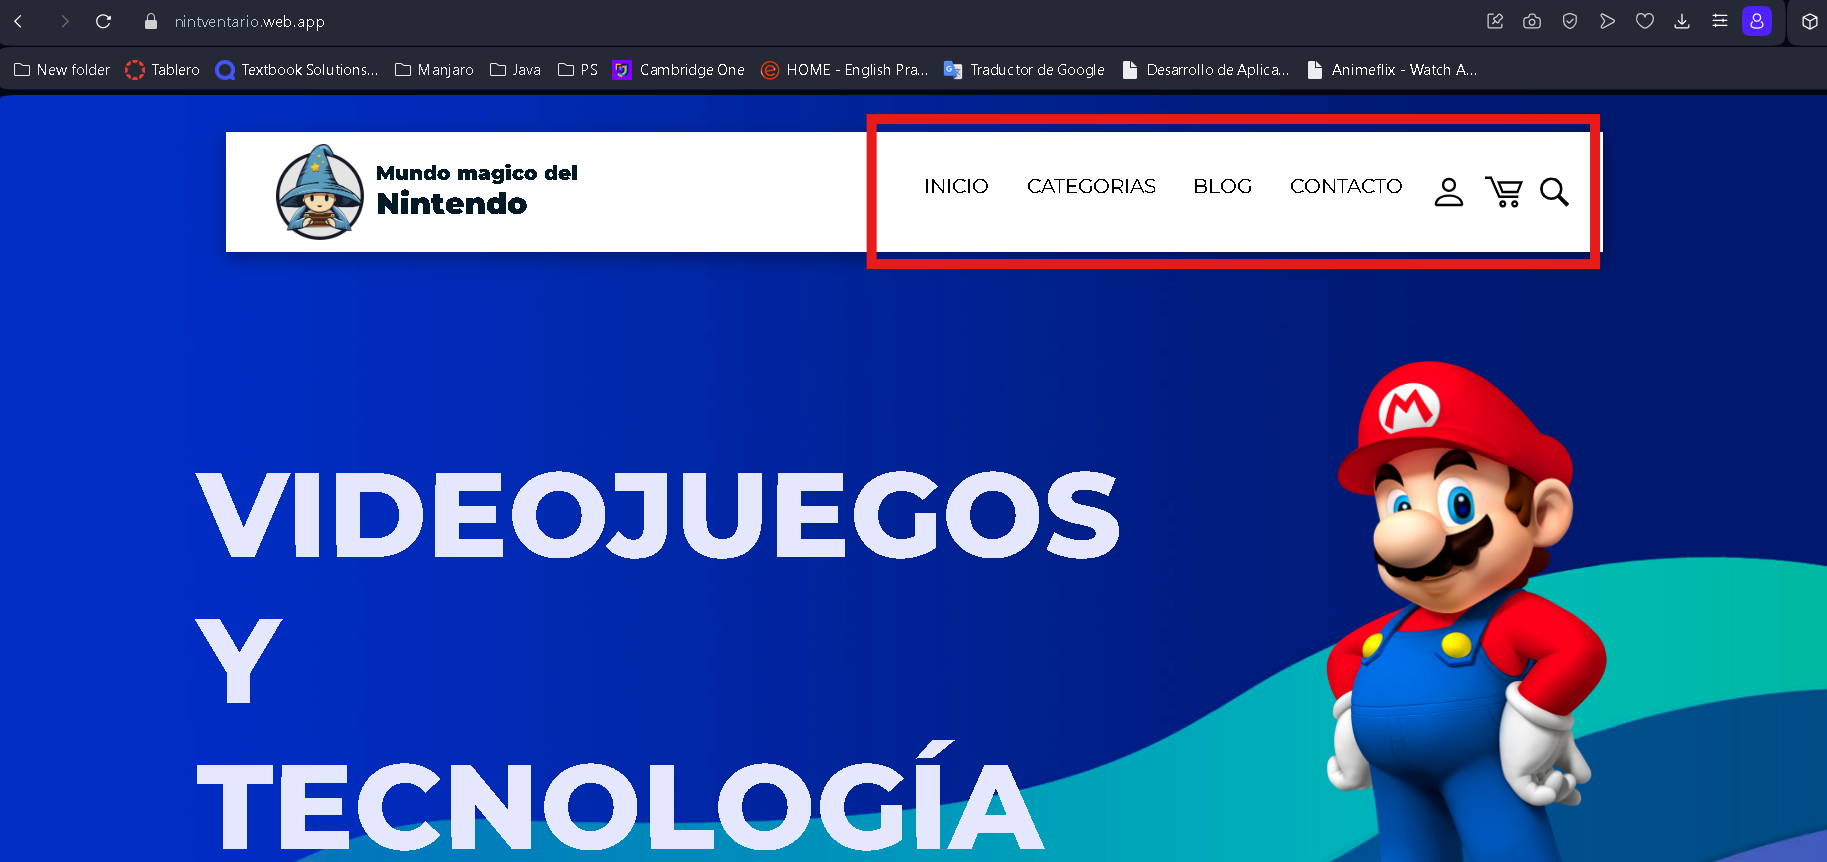 nintventario.web.app
New folder
Tablero
Textbook Solutions...
Manjaro
Java
PS
Cambridge One
HOME - English Pra...
Traductor de Google
Desarrollo de Aplica...
Animeflix - Watch A...
Mundo magico del
Nintendo
INICIO CATEGORIAS BLOG CONTACTO
VIDEOJUEGOS
Y
TECNOLOGÍA
M